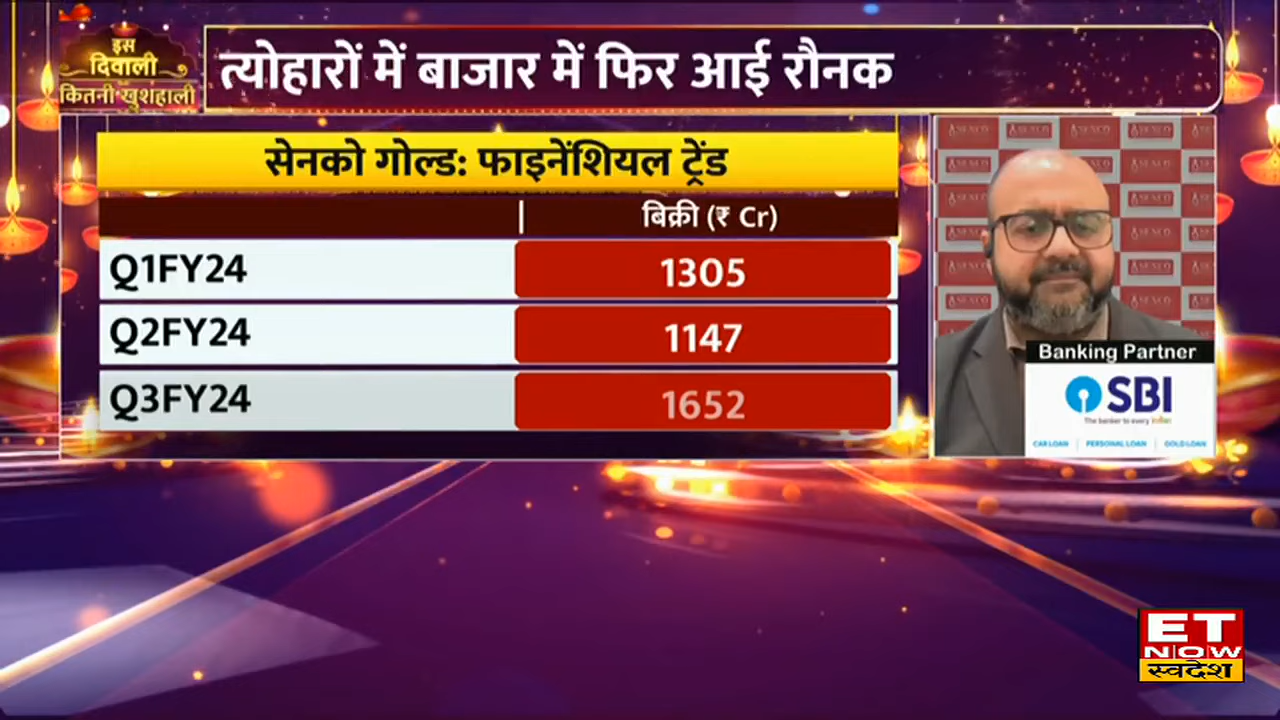 इस
दिवाली
कितनी खुशहाली
त्योहारों में बाजार में फिर आई रौनक
सेनको गोल्ड: फाइनेंशियल ट्रेंड
बिक्री (₹ Cr)
Q1FY24 1305
Q2FY24 1147
Q3FY24 1652
SENCO
Banking Partner
SBI
The banker to every Indian
CAR LOAN | PERSONAL LOAN | GOLD LOAN
ET
NOW
स्वदेश